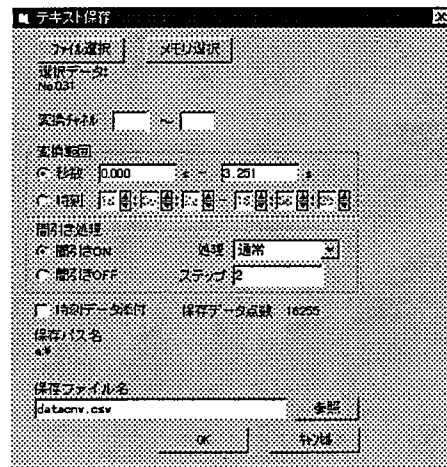 テキスト保存
ファイル選択 メモリ選択
選択データ:
No.031
変換チャネル ～
変換範囲
秒数 0.000 s - 3.251 s
時刻
間引き処理
間引きON 処理 通常
間引きOFF ステップ 2
時刻データ添付 保存データ点数 16255
保存パス名
a:¥
保存ファイル名
datacnv.csv 参照
OK キャンセル